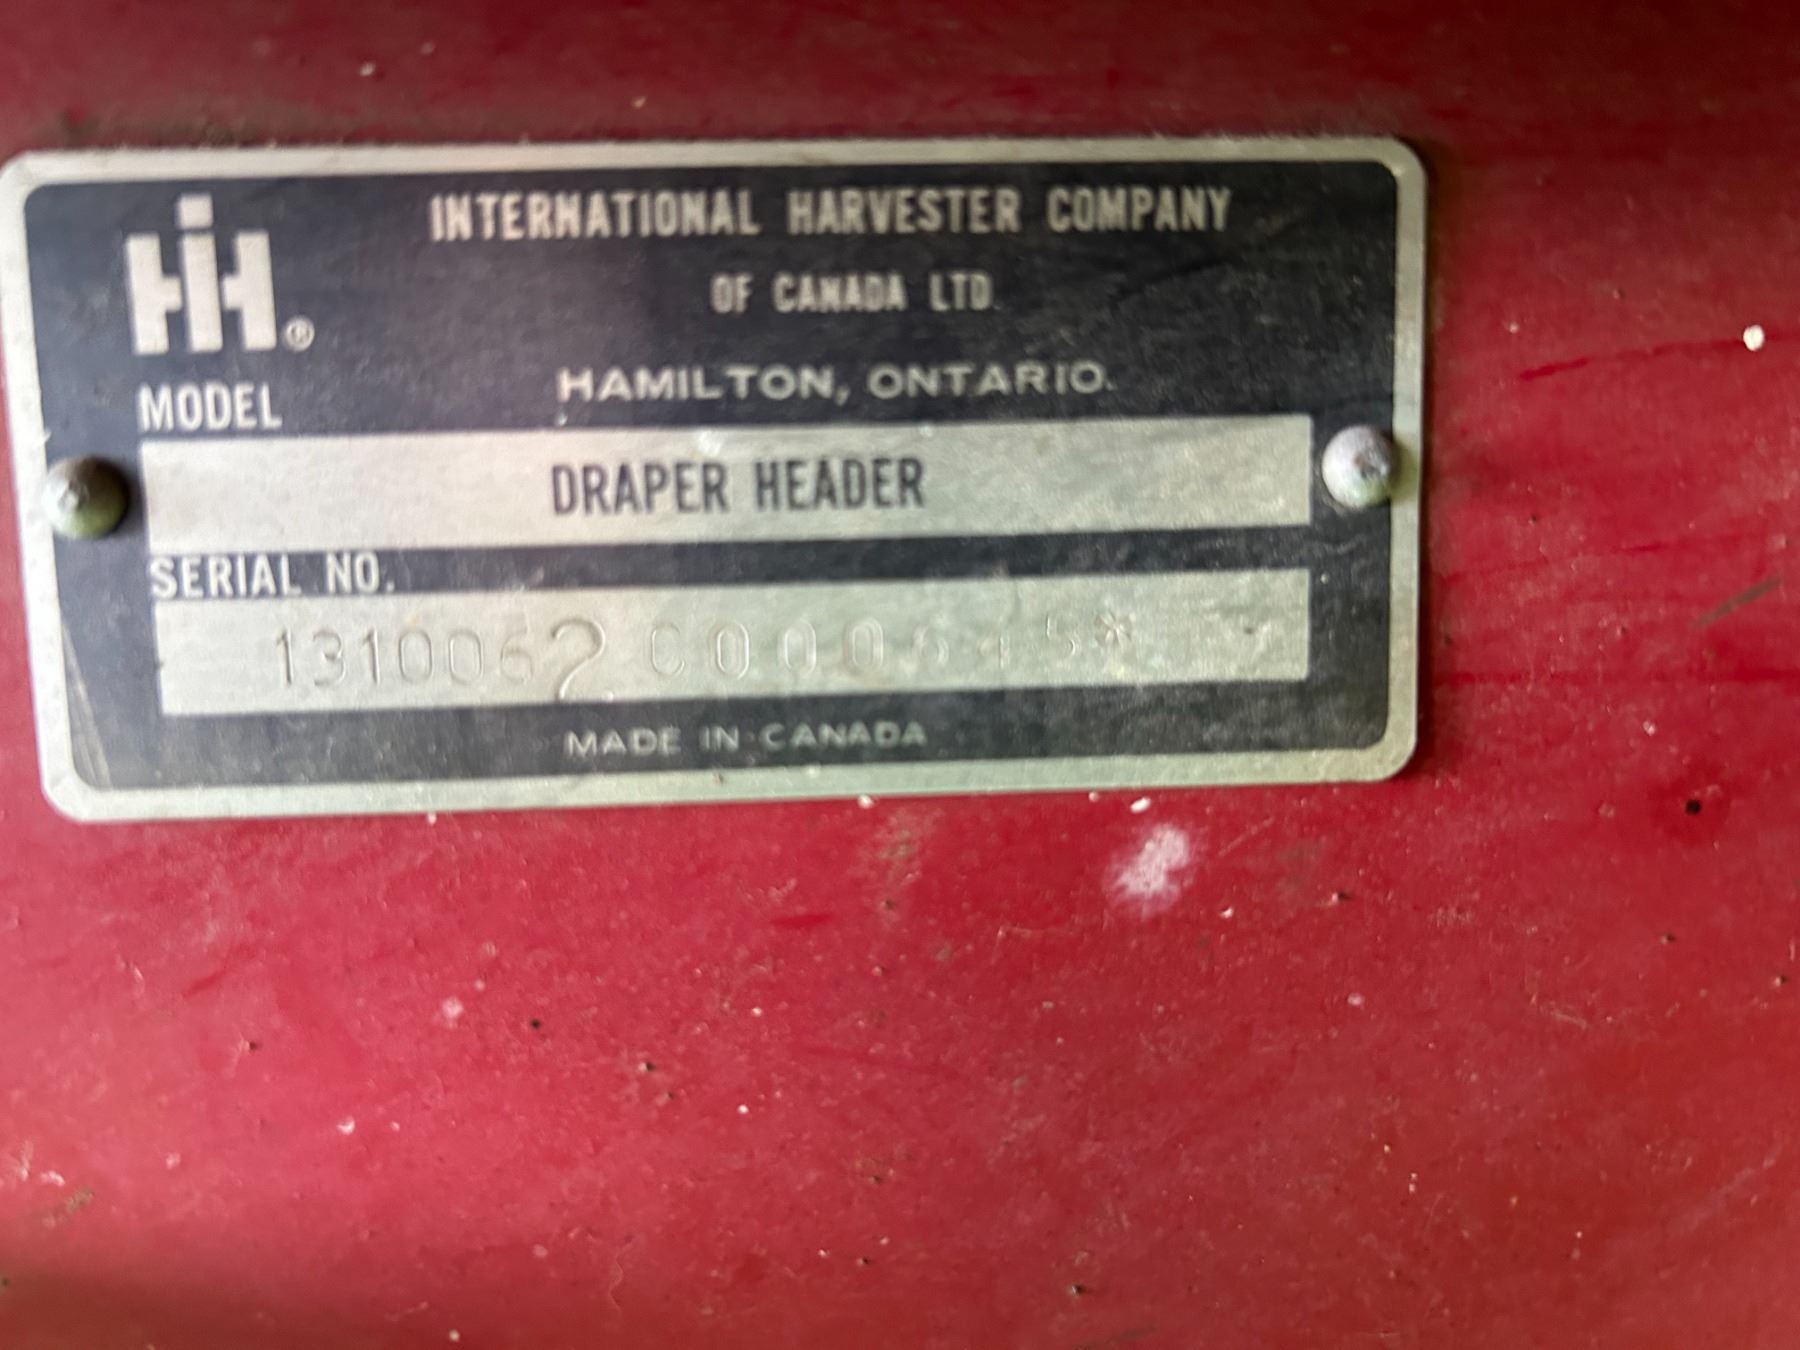 IH®
INTERNATIONAL HARVESTER COMPANY
OF CANADA LTD.
HAMILTON, ONTARIO.
MODEL
DRAPER HEADER
SERIAL NO.
MADE IN CANADA